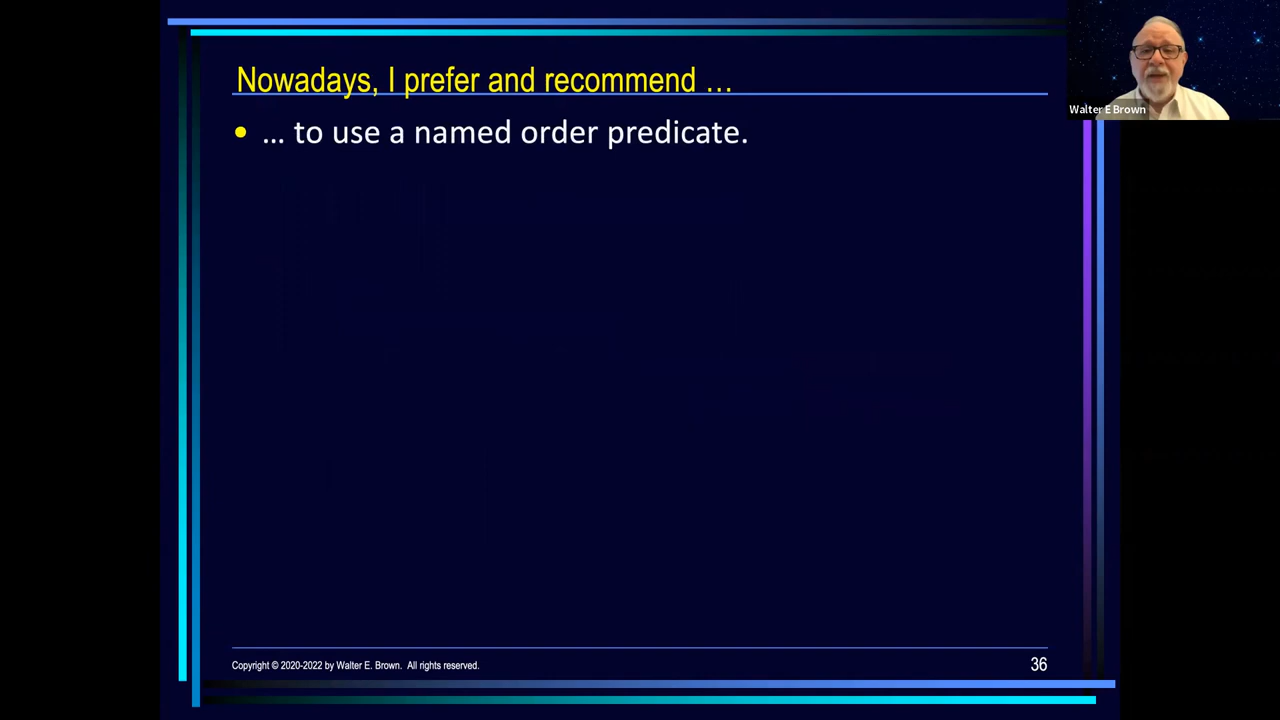 Nowadays, I prefer and recommend …
• … to use a named order predicate.
Walter E Brown
Copyright © 2020-2022 by Walter E. Brown. All rights reserved.
36